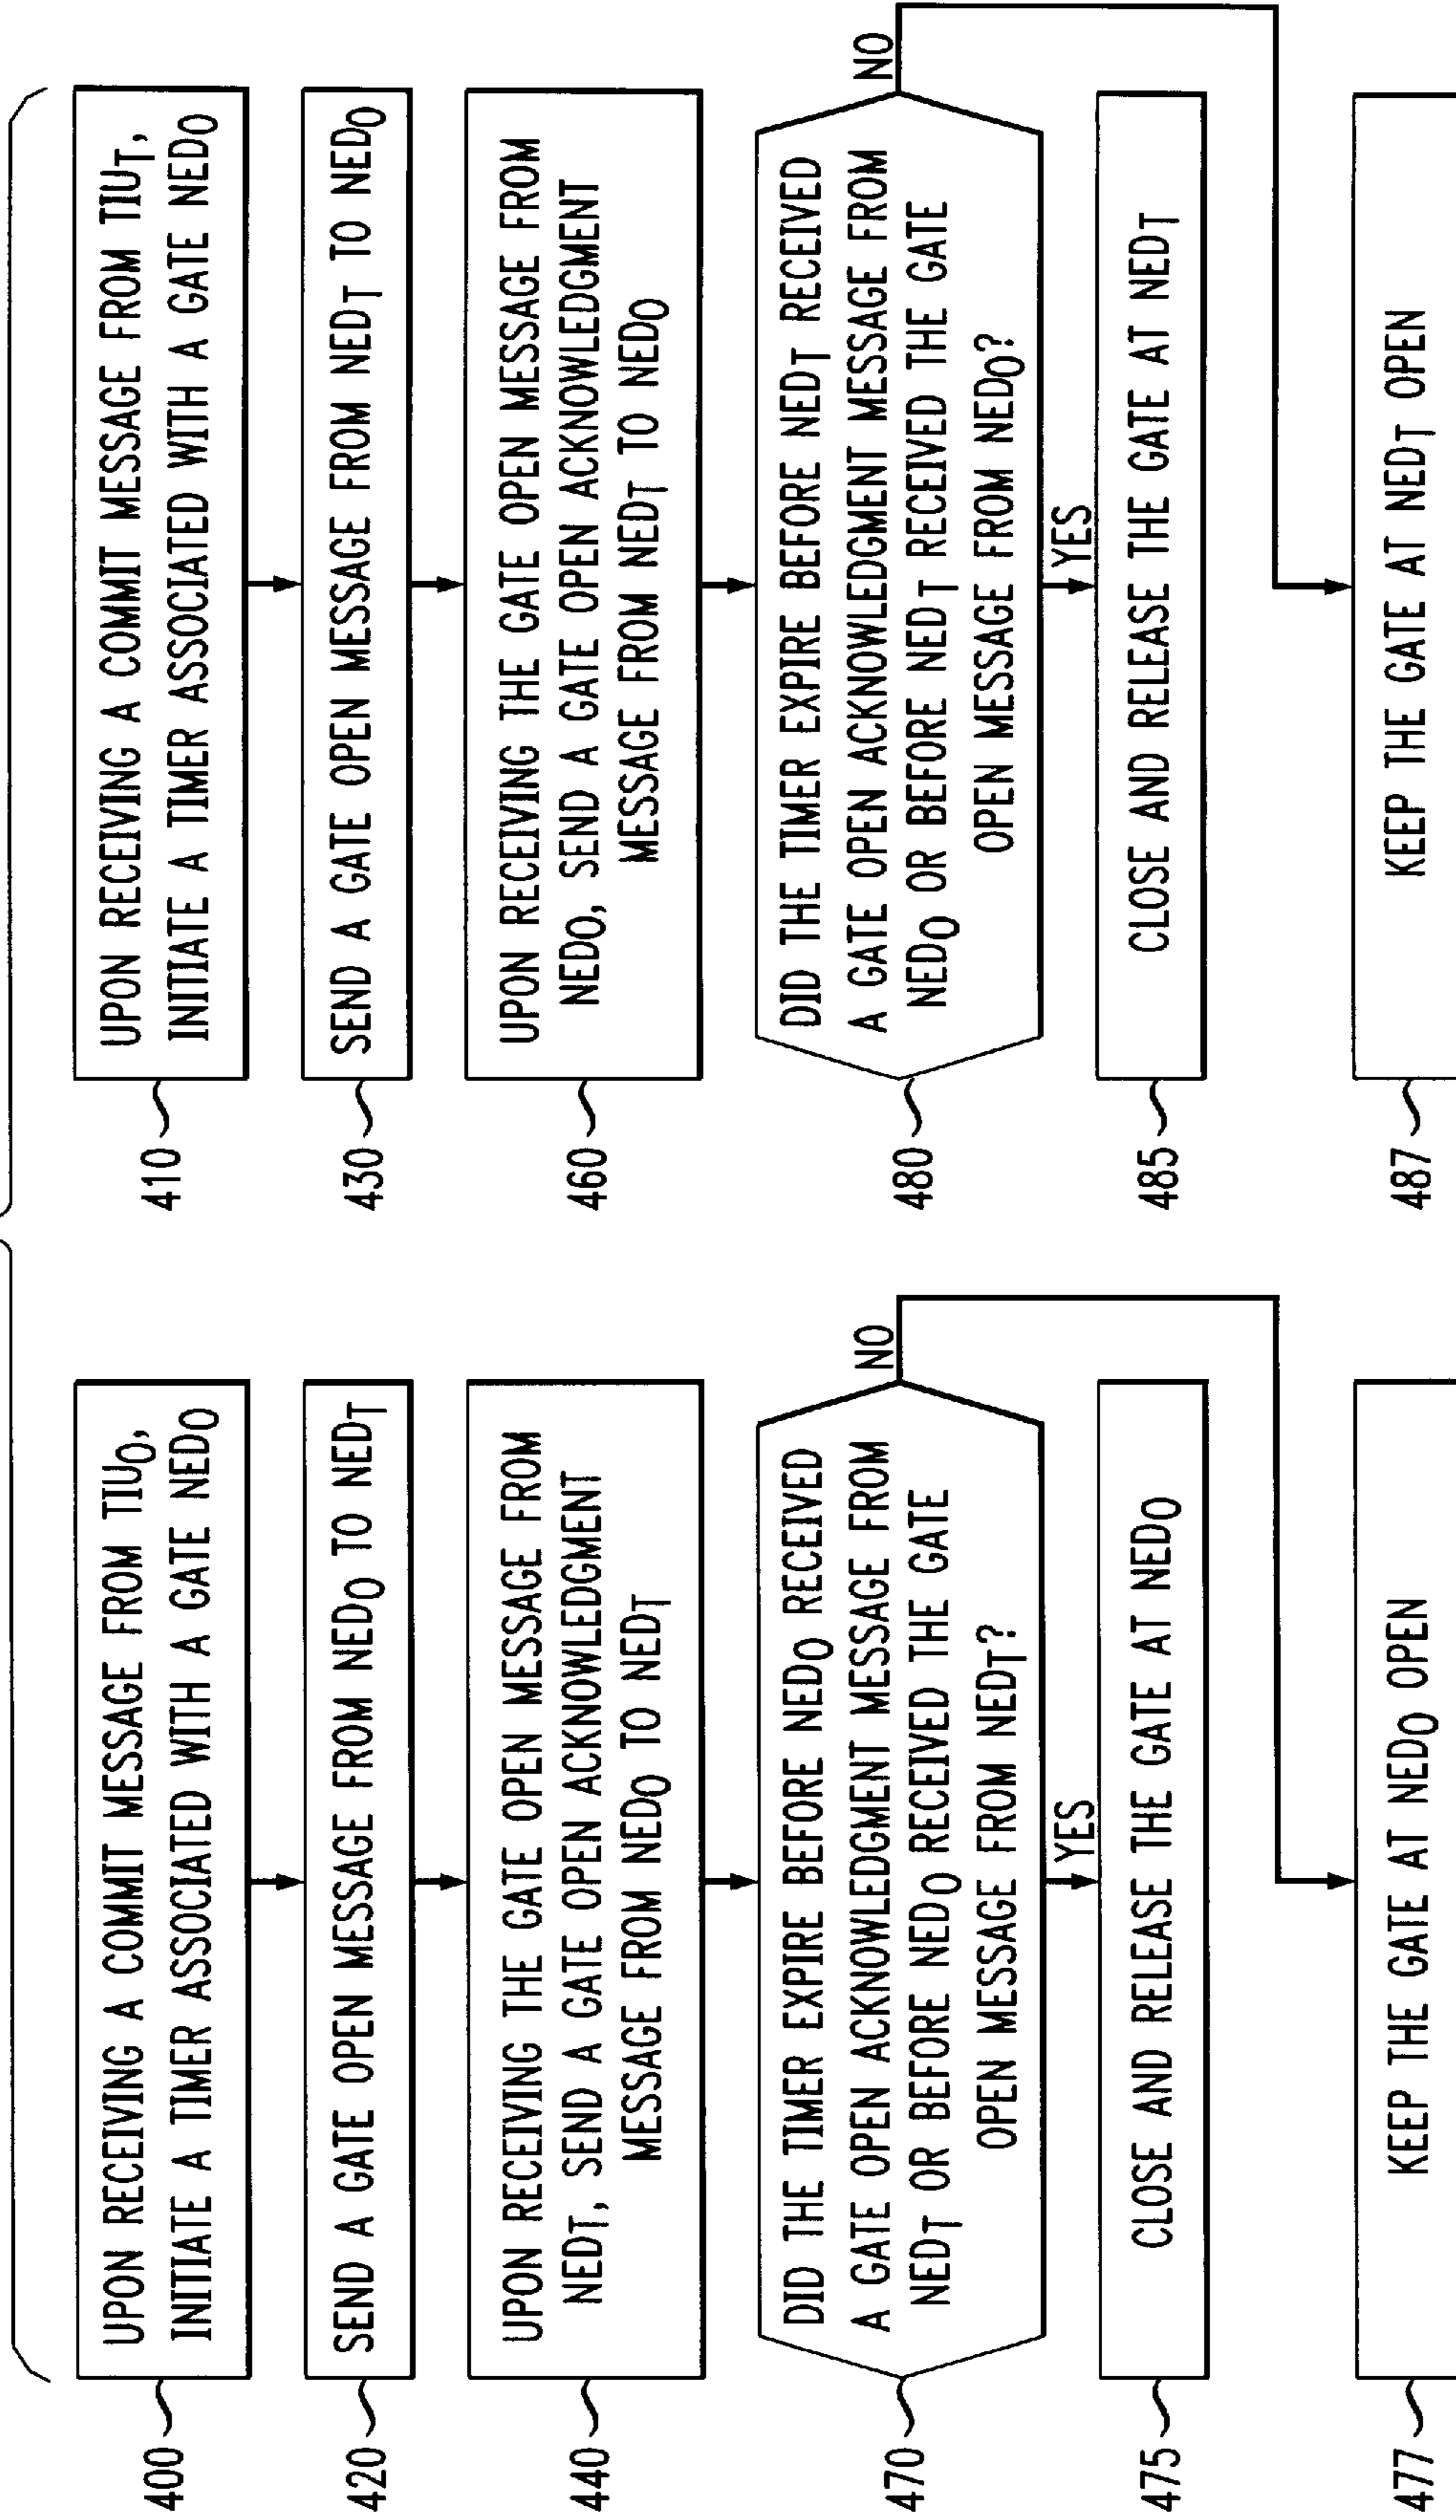 400
UPON RECEIVING A COMMIT MESSAGE FROM TIUO,
INITIATE A TIMER ASSOCIATED WITH A GATE NEDO
420
SEND A GATE OPEN MESSAGE FROM NEDO TO NEDT
440
UPON RECEIVING THE GATE OPEN MESSAGE FROM
NEDT, SEND A GATE OPEN ACKNOWLEDGMENT
MESSAGE FROM NEDO TO NEDT
470
DID THE TIMER EXPIRE BEFORE NEDO RECEIVED
A GATE OPEN ACKNOWLEDGMENT MESSAGE FROM
NEDT OR BEFORE NEDO RECEIVED THE GATE
OPEN MESSAGE FROM NEDT?
NO
YES
475
CLOSE AND RELEASE THE GATE AT NEDO
477
KEEP THE GATE AT NEDO OPEN
410
UPON RECEIVING A COMMIT MESSAGE FROM TIUT,
INITIATE A TIMER ASSOCIATED WITH A GATE NEDO
430
SEND A GATE OPEN MESSAGE FROM NEDT TO NEDO
460
UPON RECEIVING THE GATE OPEN MESSAGE FROM
NEDO, SEND A GATE OPEN ACKNOWLEDGMENT
MESSAGE FROM NEDT TO NEDO
480
DID THE TIMER EXPIRE BEFORE NEDT RECEIVED
A GATE OPEN ACKNOWLEDGMENT MESSAGE FROM
NEDO OR BEFORE NEDT RECEIVED THE GATE
OPEN MESSAGE FROM NEDO?
NO
YES
485
CLOSE AND RELEASE THE GATE AT NEDT
487
KEEP THE GATE AT NEDT OPEN